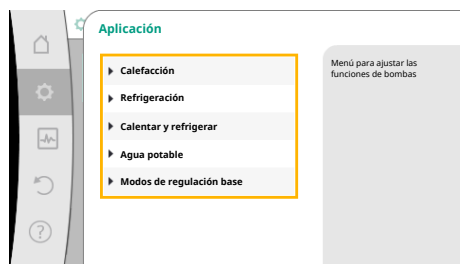 Aplicación
Calefacción
Refrigeración
Calentar y refrigerar
Agua potable
Modos de regulación base
Menú para ajustar las
funciones de bombas
?